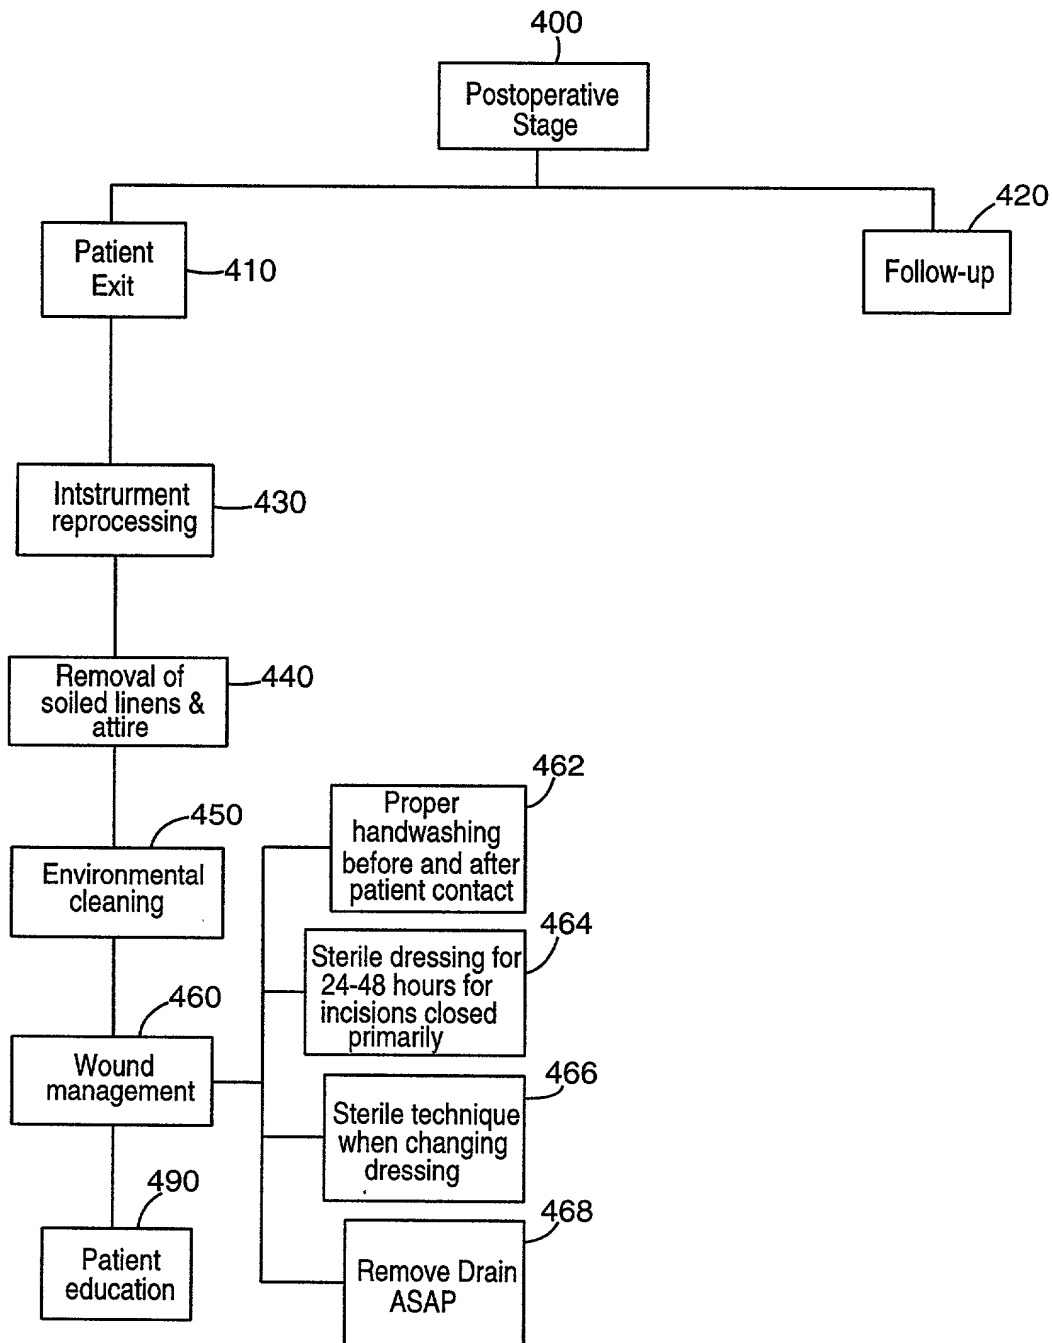 400
Postoperative
Stage
420
Patient
Exit
410
Follow-up
Intstrurment
reprocessing
430
Removal of
soiled linens &
attire
440
462
Proper
handwashing
before and after
patient contact
450
Environmental
cleaning
464
Sterile dressing for
24-48 hours for
incisions closed
primarily
460
Wound
management
466
Sterile technique
when changing
dressing
490
Patient
education
468
Remove Drain
ASAP